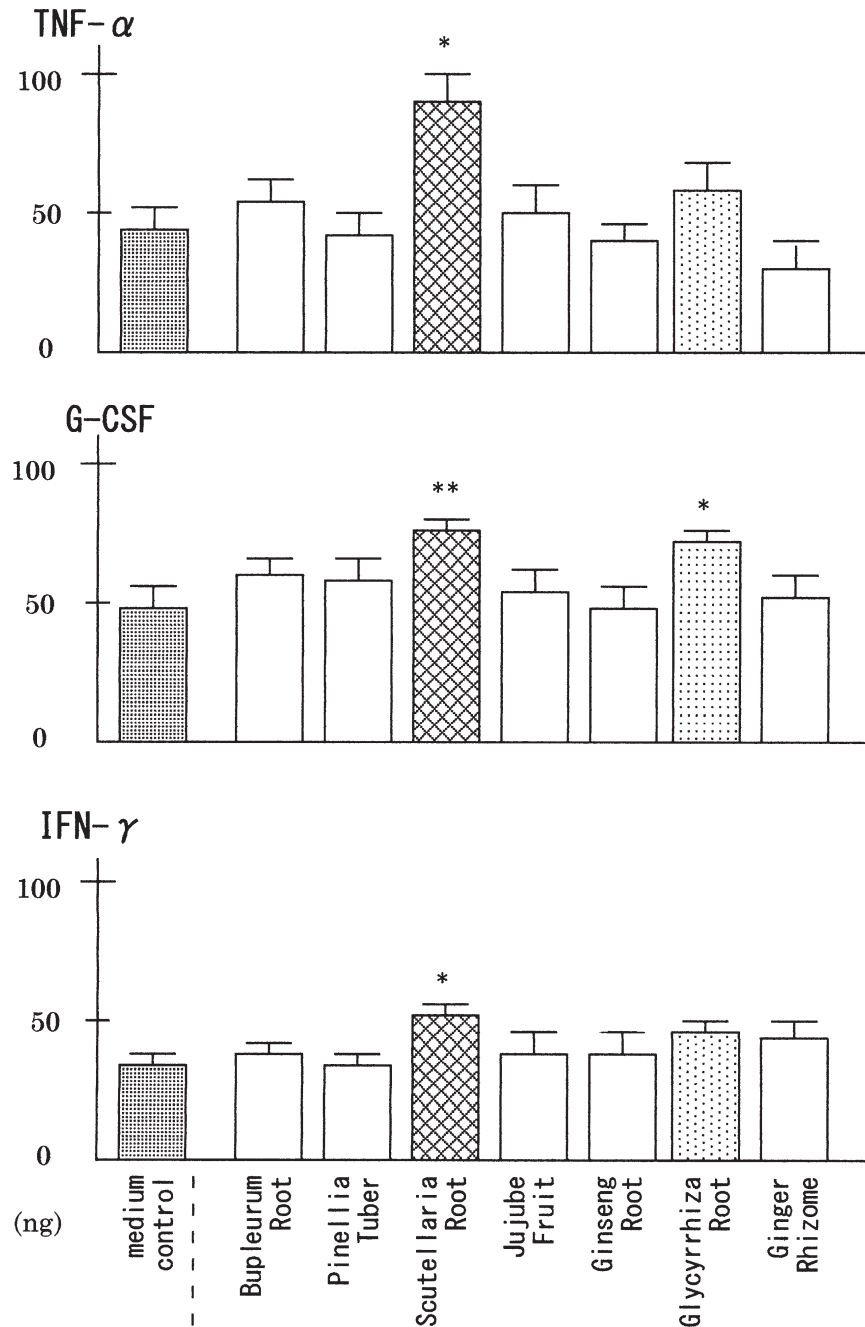 TNF-α
*
100
50
0
G-CSF
**
*
100
50
0
IFN-γ
*
100
50
0
(ng)
medium
control
Bupleurum
Root
Pinellia
Tuber
Scutellaria
Root
Jujube
Fruit
Ginseng
Root
Glycyrrhiza
Root
Ginger
Rhizome